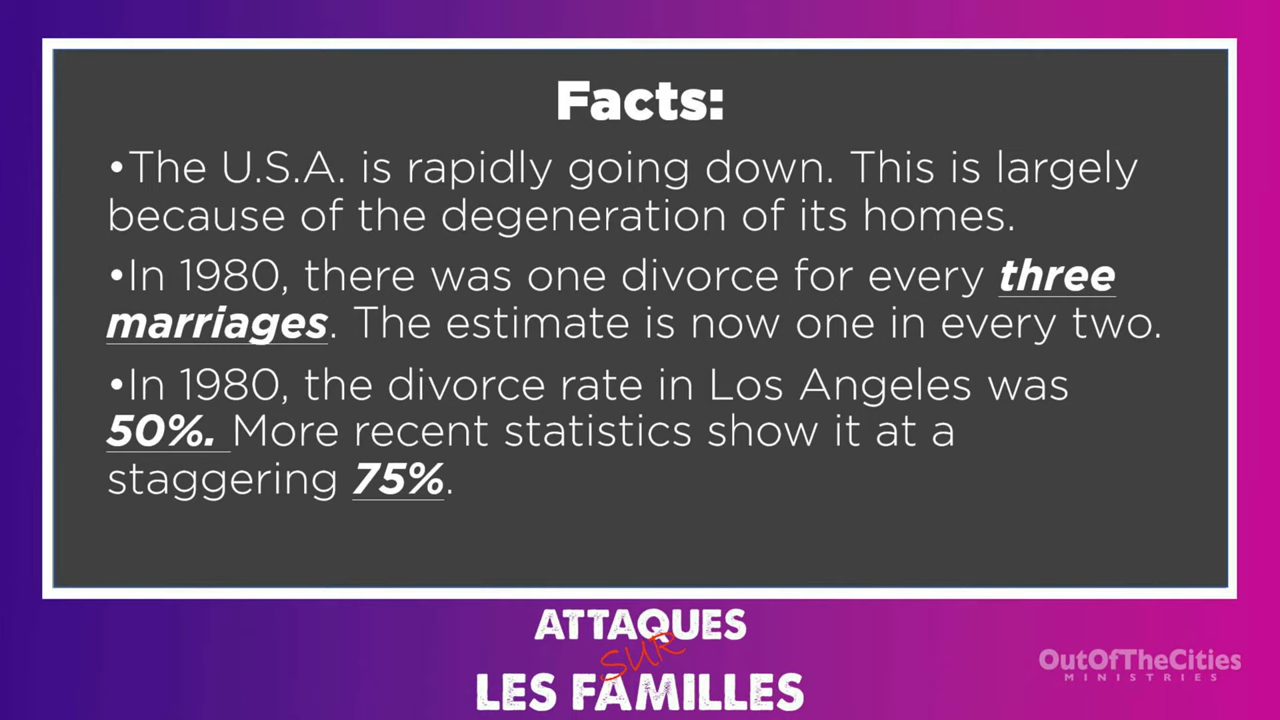 Facts:
•The U.S.A. is rapidly going down. This is largely
because of the degeneration of its homes.
•In 1980, there was one divorce for every three
marriages. The estimate is now one in every two.
•In 1980, the divorce rate in Los Angeles was
50%. More recent statistics show it at a
staggering 75%.
ATTAQUES
SUR
LES FAMILLES
OutOfTheCities
MINISTRIES